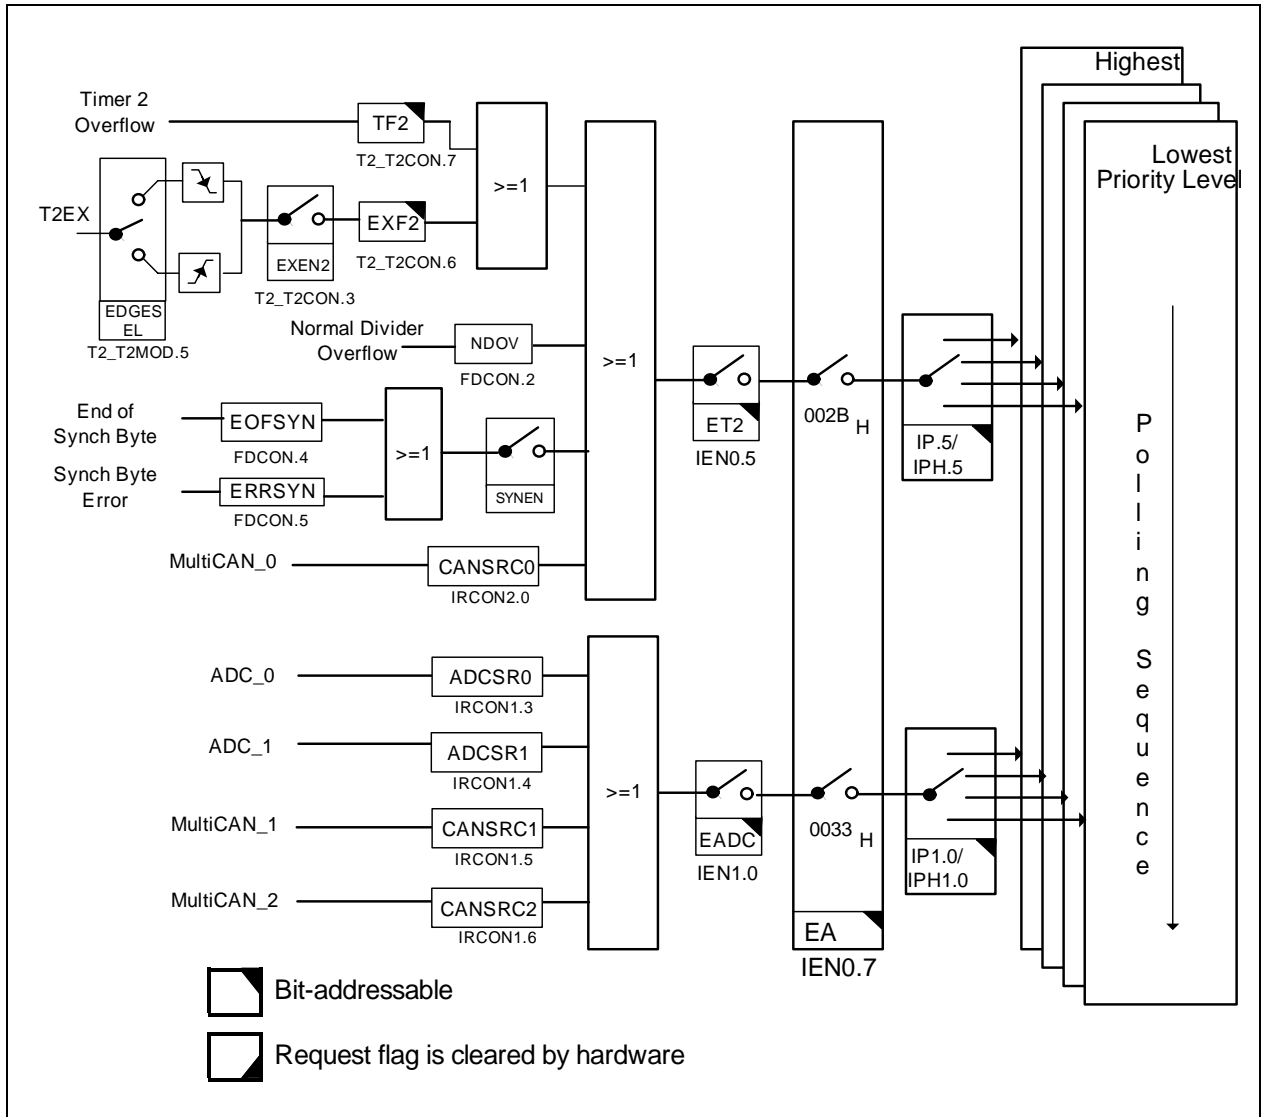 Highest
Lowest
Priority Level
Timer 2
Overflow
TF2
T2_T2CON.7
>=1
T2EX
EXF2
T2_T2CON.6
EXEN2
T2_T2CON.3
EDGES
EL
T2_T2MOD.5
Normal Divider
Overflow
NDOV
FDCON.2
>=1
End of
Synch Byte
EOFSYN
FDCON.4
>=1
Synch Byte
Error
ERRSYN
FDCON.5
SYNEN
MultiCAN_0
CANSRC0
IRCON2.0
ET2
IEN0.5
002B H
IP.5/
IPH.5
ADC_0
ADCSR0
IRCON1.3
ADC_1
ADCSR1
IRCON1.4
>=1
MultiCAN_1
CANSRC1
IRCON1.5
MultiCAN_2
CANSRC2
IRCON1.6
EADC
IEN1.0
0033 H
IP1.0/
IPH1.0
EA
IEN0.7
Polling Sequence
Bit-addressable
Request flag is cleared by hardware